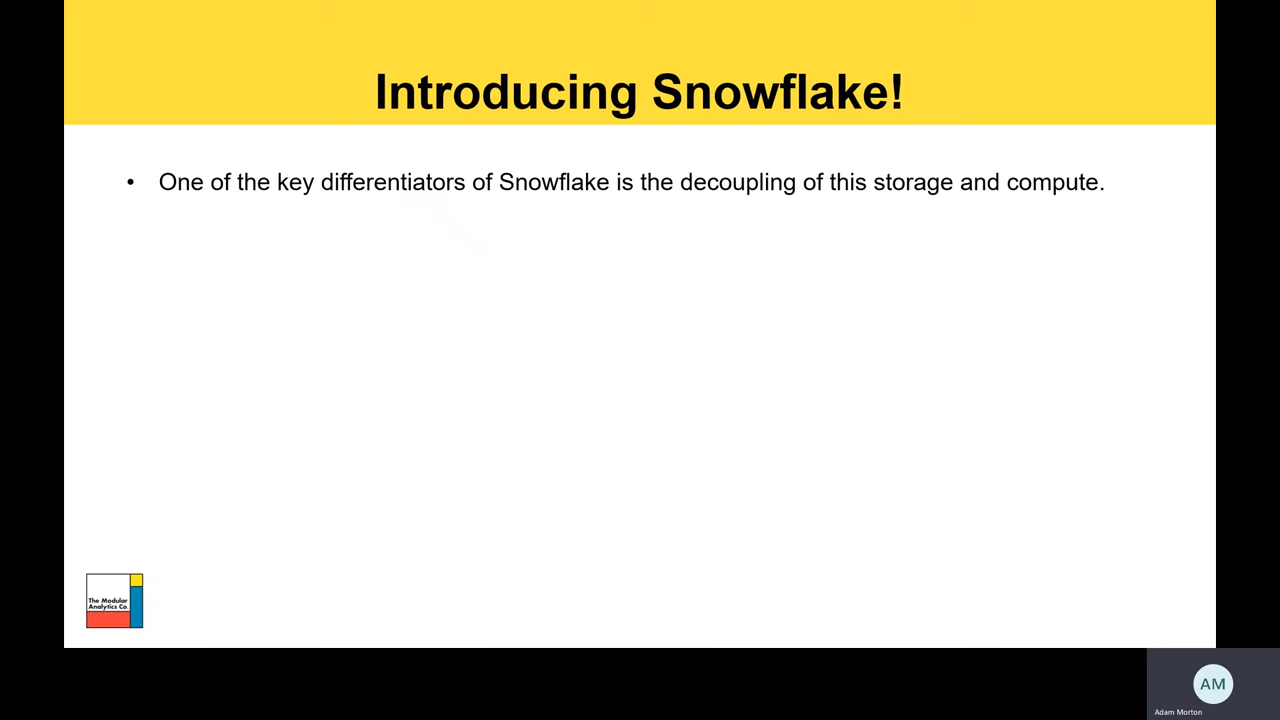 Introducing Snowflake!
• One of the key differentiators of Snowflake is the decoupling of this storage and compute.
The Modular
Analytics Co.
AM
Adam Morton